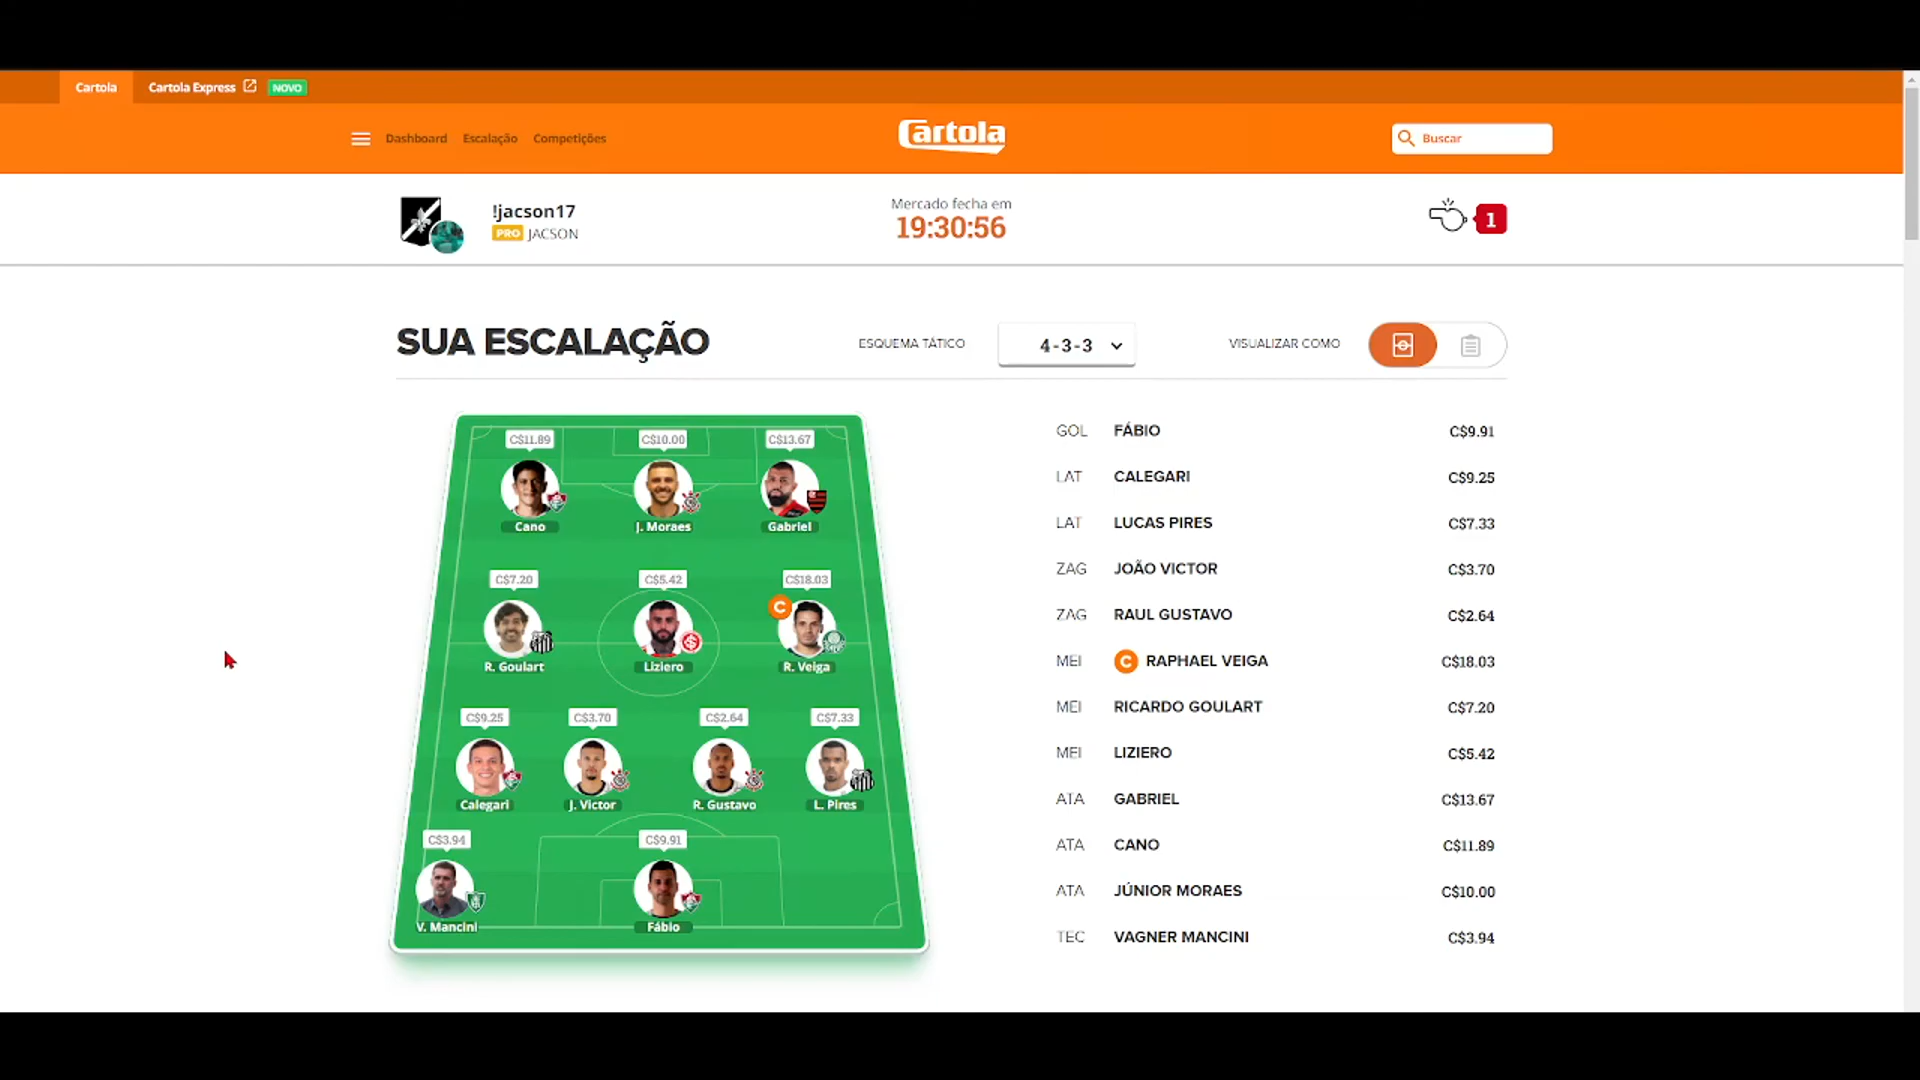 Cartola
Cartola Express NOVO
Dashboard Escalação Competições
Cartola
Buscar
!jacson17
PRO JACSON
Mercado fecha em
19:30:56
1
SUA ESCALAÇÃO
ESQUEMA TÁTICO
4-3-3
VISUALIZAR COMO
C$11.89 C$10.00 C$13.67
Cano J. Moraes Gabriel
C$7.20 C$5.42 C$18.03
C
R. Goulart Liziero R. Veiga
C$9.25 C$3.70 C$2.64 C$7.33
Calegari J. Victor R. Gustavo L. Pires
C$3.94 C$9.91
V. Mancini Fábio
GOL FÁBIO C$9.91
LAT CALEGARI C$9.25
LAT LUCAS PIRES C$7.33
ZAG JOÃO VICTOR C$3.70
ZAG RAUL GUSTAVO C$2.64
MEI C RAPHAEL VEIGA C$18.03
MEI RICARDO GOULART C$7.20
MEI LIZIERO C$5.42
ATA GABRIEL C$13.67
ATA CANO C$11.89
ATA JÚNIOR MORAES C$10.00
TEC VAGNER MANCINI C$3.94